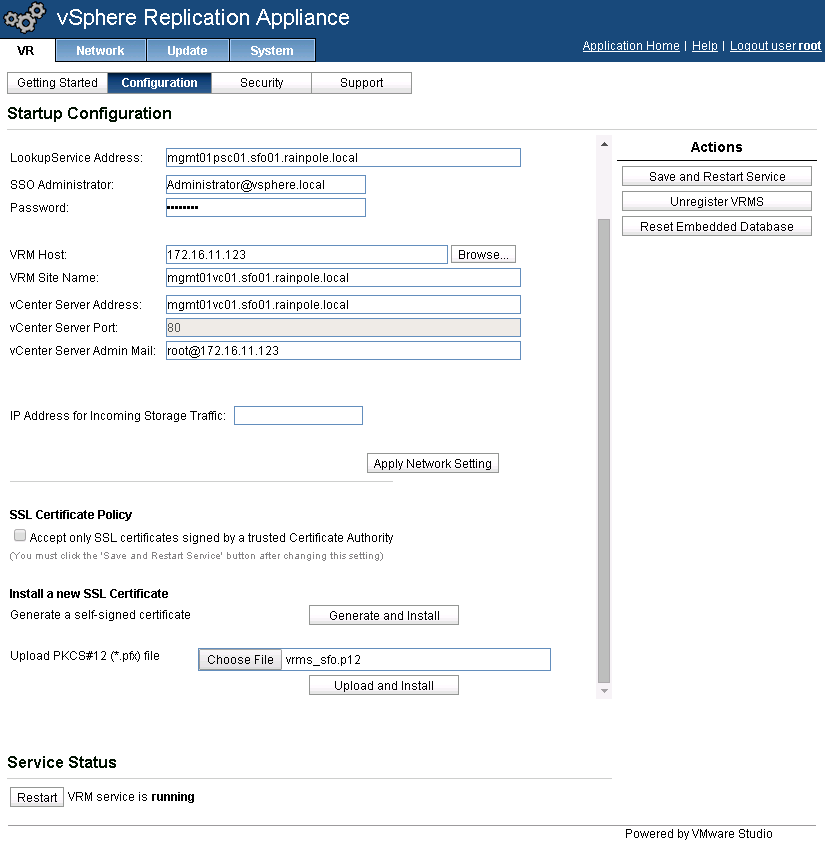 vSphere Replication Appliance
VR Network Update System
Application Home | Help | Logout user root
Getting Started Configuration Security Support
Startup Configuration
LookupService Address: mgmt01psc01.sfo01.rainpole.local
SSO Administrator: Administrator@vsphere.local
Password: ••••••••
VRM Host: 172.16.11.123 Browse...
VRM Site Name: mgmt01vc01.sfo01.rainpole.local
vCenter Server Address: mgmt01vc01.sfo01.rainpole.local
vCenter Server Port: 80
vCenter Server Admin Mail: root@172.16.11.123
IP Address for Incoming Storage Traffic:
Apply Network Setting
SSL Certificate Policy
Accept only SSL certificates signed by a trusted Certificate Authority
(You must click the 'Save and Restart Service' button after changing this setting)
Install a new SSL Certificate
Generate a self-signed certificate Generate and Install
Upload PKCS#12 (*.pfx) file Choose File vrms_sfo.p12
Upload and Install
Actions
Save and Restart Service
Unregister VRMS
Reset Embedded Database
Service Status
Restart VRM service is running
Powered by VMware Studio